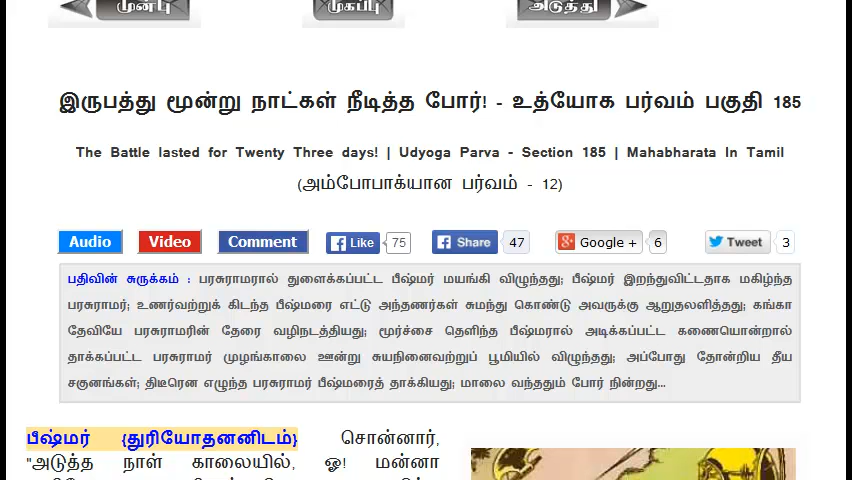 முன்பு முகப்பு அடுத்து
இருபத்து மூன்று நாட்கள் நீடித்த போர்! - உத்யோக பர்வம் பகுதி 185
The Battle lasted for Twenty Three days! | Udyoga Parva - Section 185 | Mahabharata In Tamil
(அம்போபாக்யான பர்வம் - 12)
Audio Video Comment Like 75 Share 47 Google + 6 Tweet 3
பதிவின் சுருக்கம் : பரசுராமரால் துளைக்கப்பட்ட பீஷ்மர் மயங்கி விழுந்தது; பீஷ்மர் இறந்துவிட்டதாக மகிழ்ந்த
பரசுராமர்; உணர்வற்றுக் கிடந்த பீஷ்மரை எட்டு அந்தணர்கள் சுமந்து கொண்டு அவருக்கு ஆறுதலளித்தது; கங்கா
தேவியே பரசுராமரின் தேரை வழிநடத்தியது; மூர்ச்சை தெளிந்த பீஷ்மரால் அடிக்கப்பட்ட கணையொன்றால்
தாக்கப்பட்ட பரசுராமர் முழங்காலை ஊன்று சுயநினைவற்றுப் பூமியில் விழுந்தது; அப்போது தோன்றிய தீய
சகுனங்கள்; திடீரென எழுந்த பரசுராமர் பீஷ்மரைத் தாக்கியது; மாலை வந்ததும் போர் நின்றது...
பீஷ்மர் {துரியோதனனிடம்} சொன்னார்,
"அடுத்த நாள் காலையில், ஓ! மன்னா